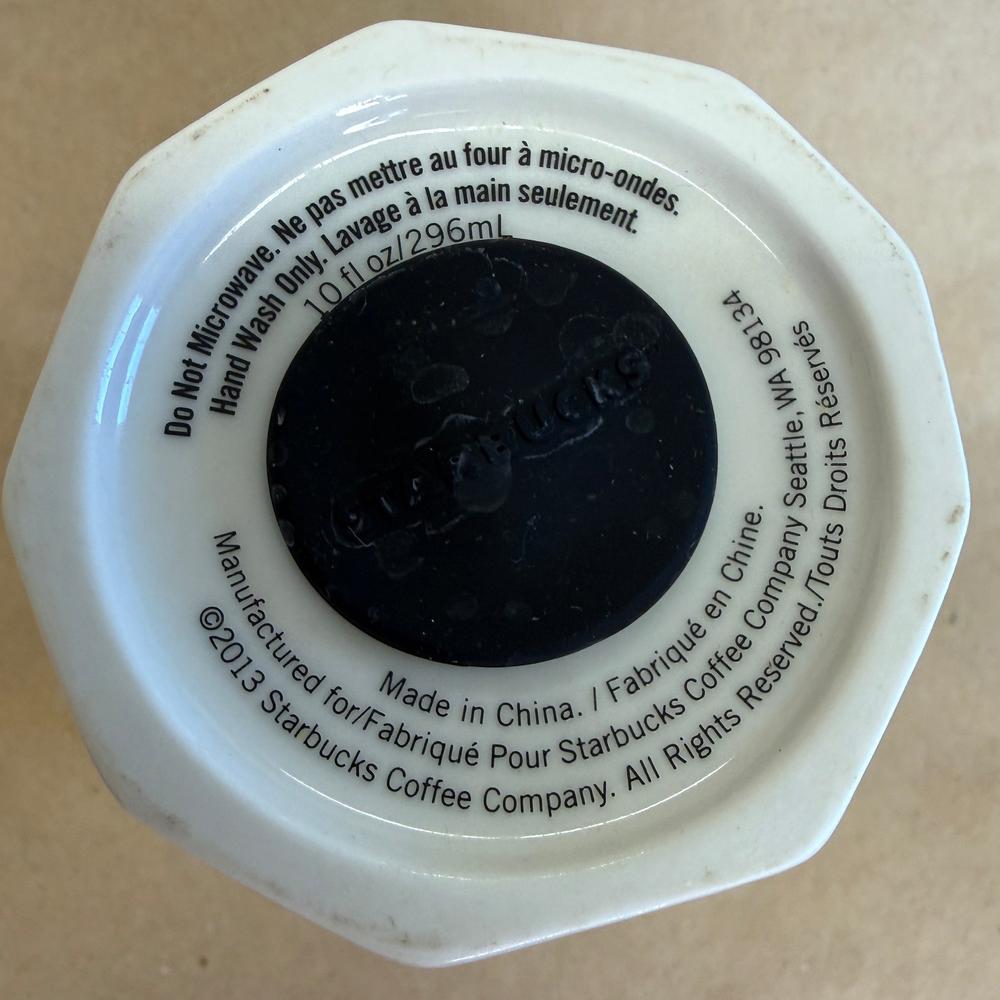 Do Not Microwave. Ne pas mettre au four à micro-ondes.
Hand Wash Only. Lavage à la main seulement.
10 fl oz/296mL
STARBUCKS
Made in China. / Fabriqué en Chine.
Manufactured for/Fabriqué Pour Starbucks Coffee Company Seattle, WA 98134
©2013 Starbucks Coffee Company. All Rights Reserved./Touts Droits Réservés